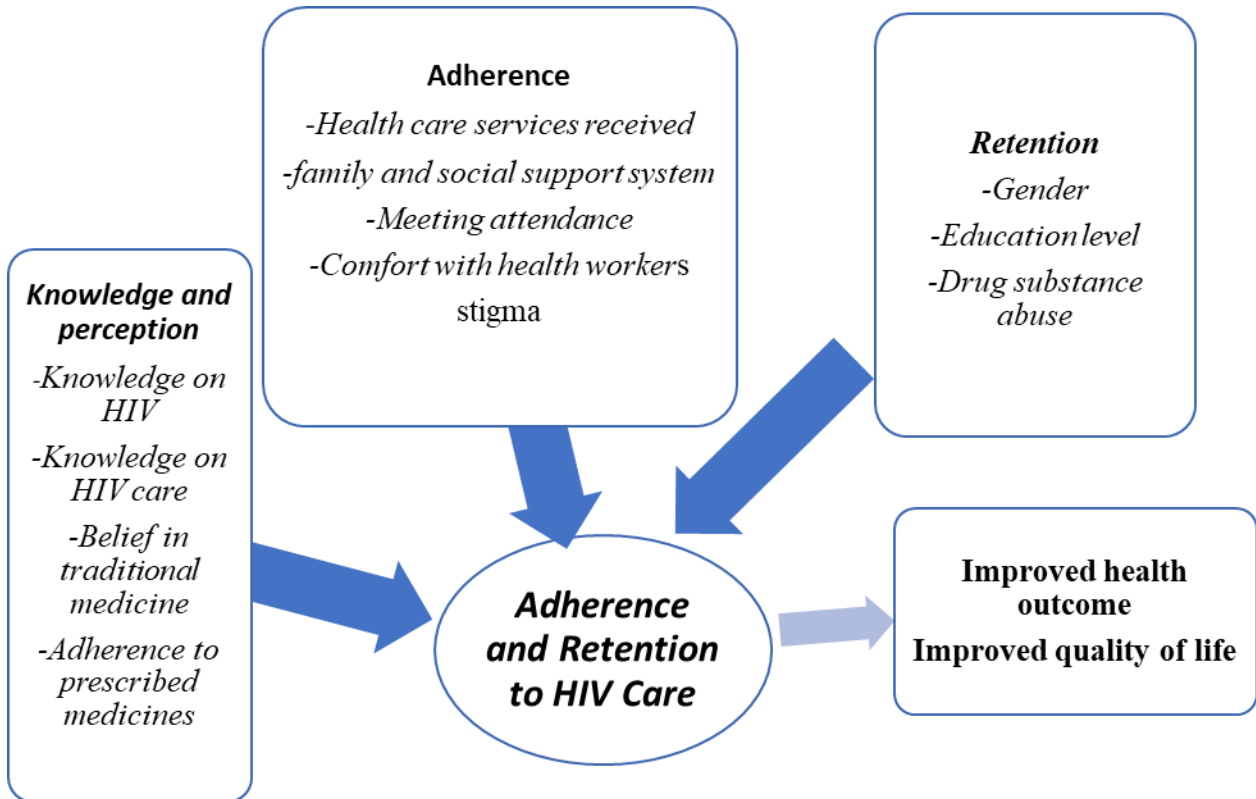 Adherence
-Health care services received
-family and social support system
-Meeting attendance
-Comfort with health workers
stigma
Retention
-Gender
-Education level
-Drug substance
abuse
Knowledge and
perception
-Knowledge on
HIV
-Knowledge on
HIV care
-Belief in
traditional
medicine
-Adherence to
prescribed
medicines
Adherence
and Retention
to HIV Care
Improved health
outcome
Improved quality of life